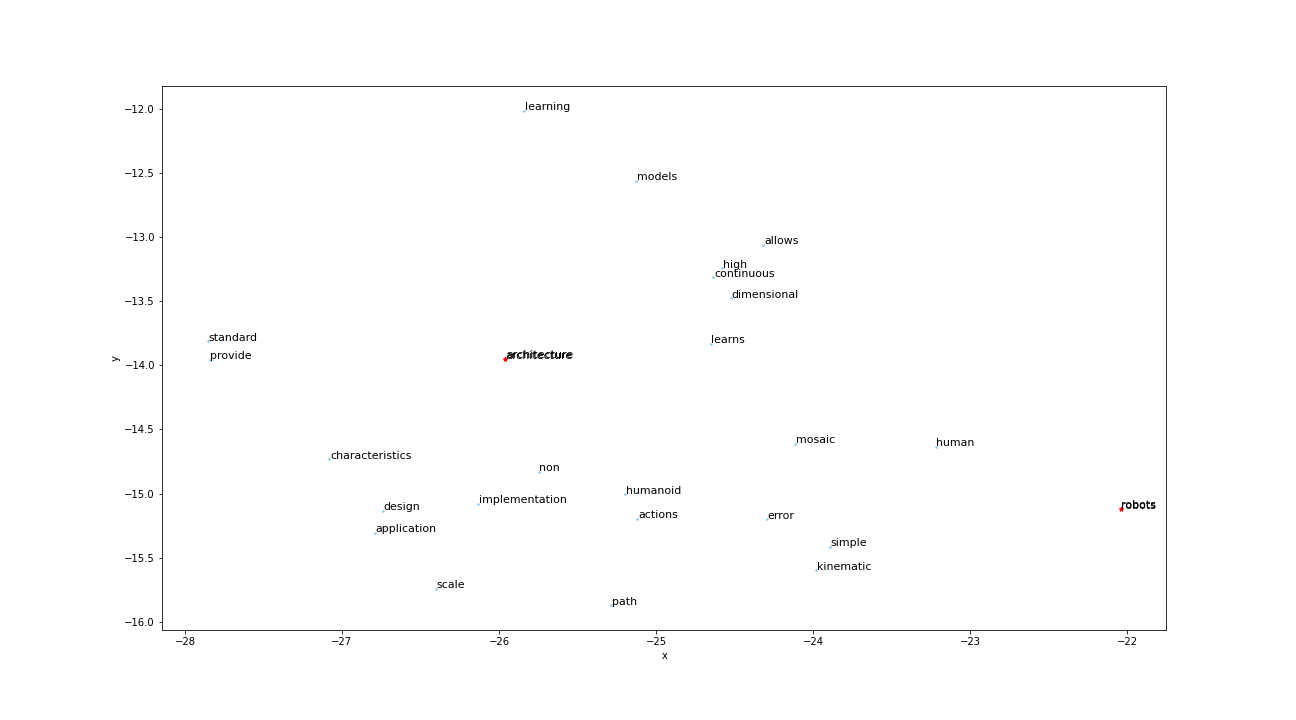 −12.0
learning
−12.5
models
−13.0
allows
high
continuous
−13.5
dimensional
standard
learns
provide
architecture
y
−14.0
−14.5
mosaic
human
characteristics
non
−15.0
humanoid
implementation
design
robots
actions
error
application
−15.5
simple
kinematic
scale
path
−16.0
−28 −27 −26 −25 −24 −23 −22
x